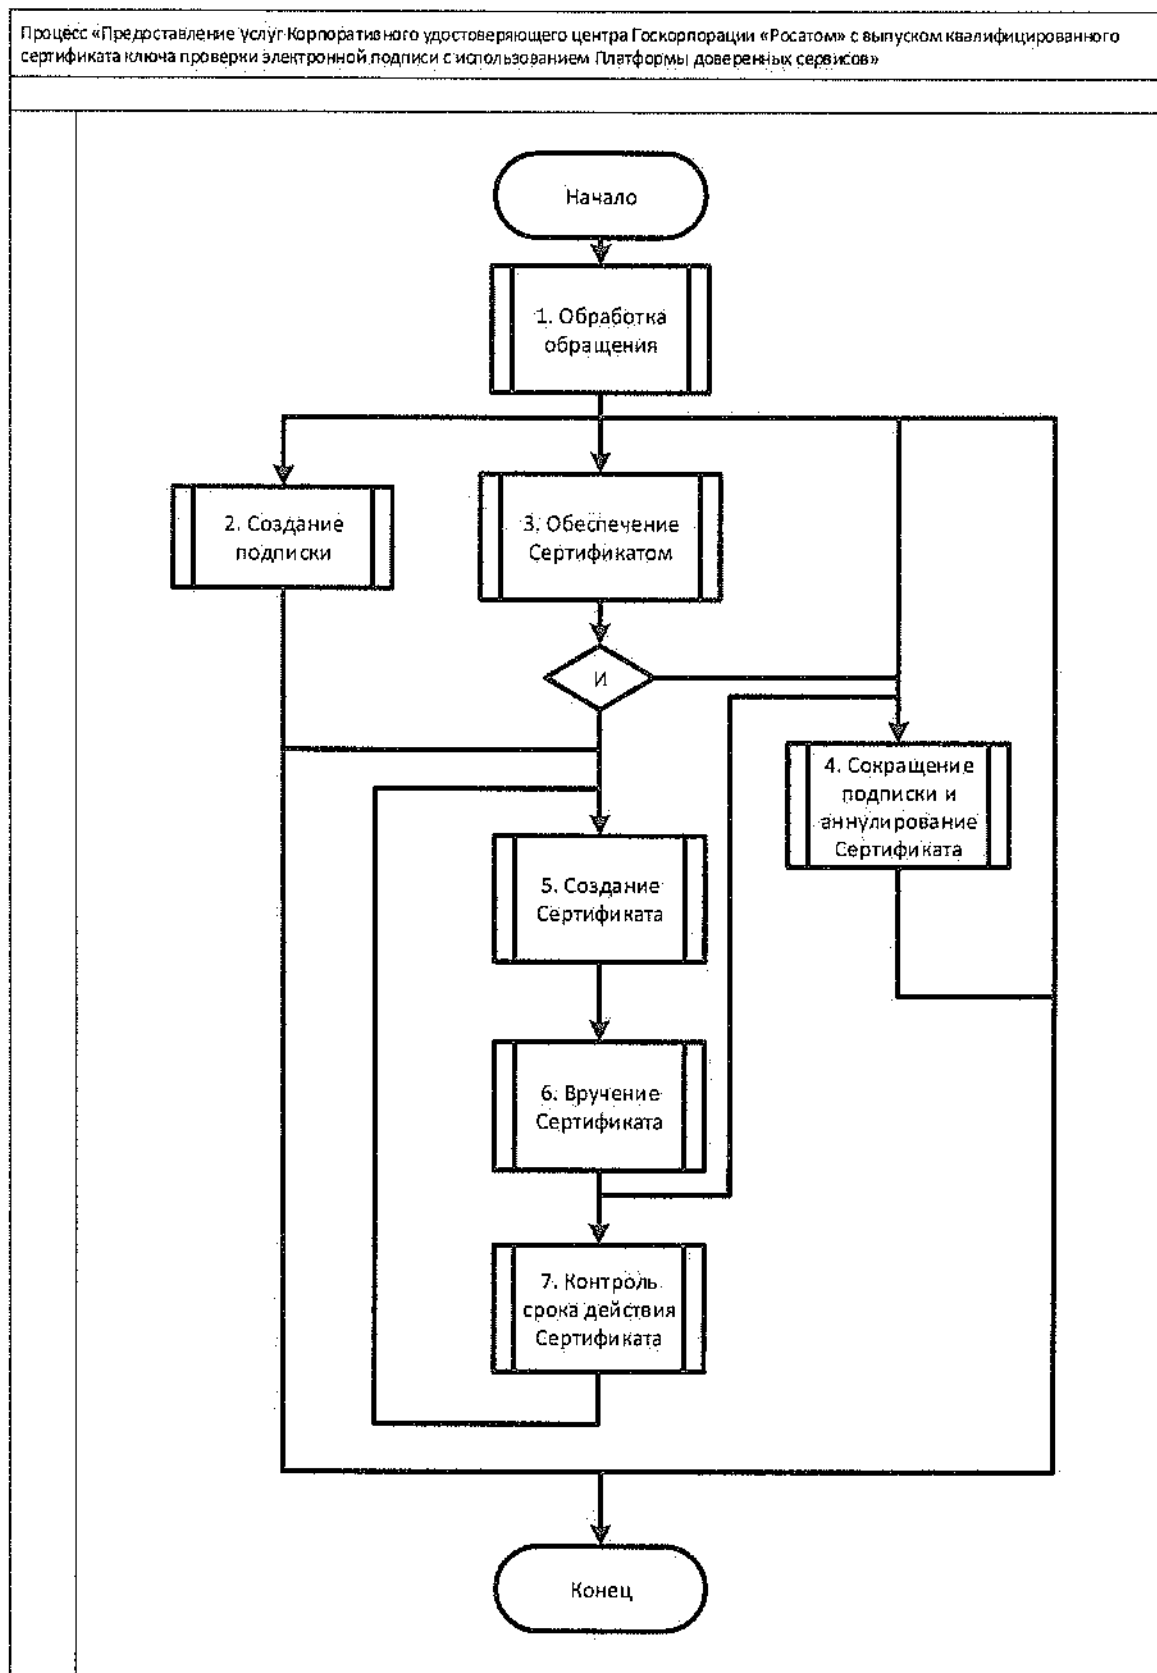 Процесс «Предоставление услуг Корпоративного удостоверяющего центра Госкорпорации «Росатом» с выпуском квалифицированного
сертификата ключа проверки электронной подписи с использованием Платформы доверенных сервисов»
Начало
1. Обработка
обращения
2. Создание
подписки
3. Обеспечение
Сертификатом
И
4. Сокращение
подписки и
аннулирование
Сертификата
5. Создание
Сертификата
6. Вручение
Сертификата
7. Контроль
срока действия
Сертификата
Конец